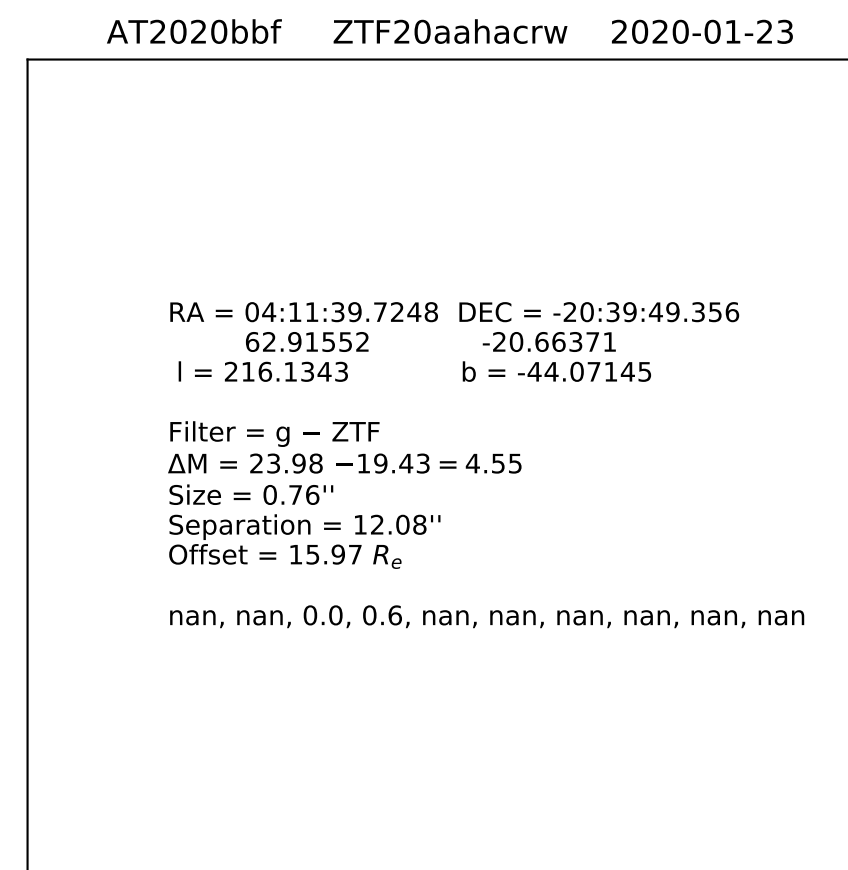 AT2020bbf ZTF20aahacrw 2020-01-23
RA = 04:11:39.7248 DEC = -20:39:49.356
62.91552 -20.66371
l = 216.1343 b = -44.07145
Filter = g − ZTF
ΔM = 23.98 −19.43 = 4.55
Size = 0.76''
Separation = 12.08''
Offset = 15.97 Rₑ
nan, nan, 0.0, 0.6, nan, nan, nan, nan, nan, nan